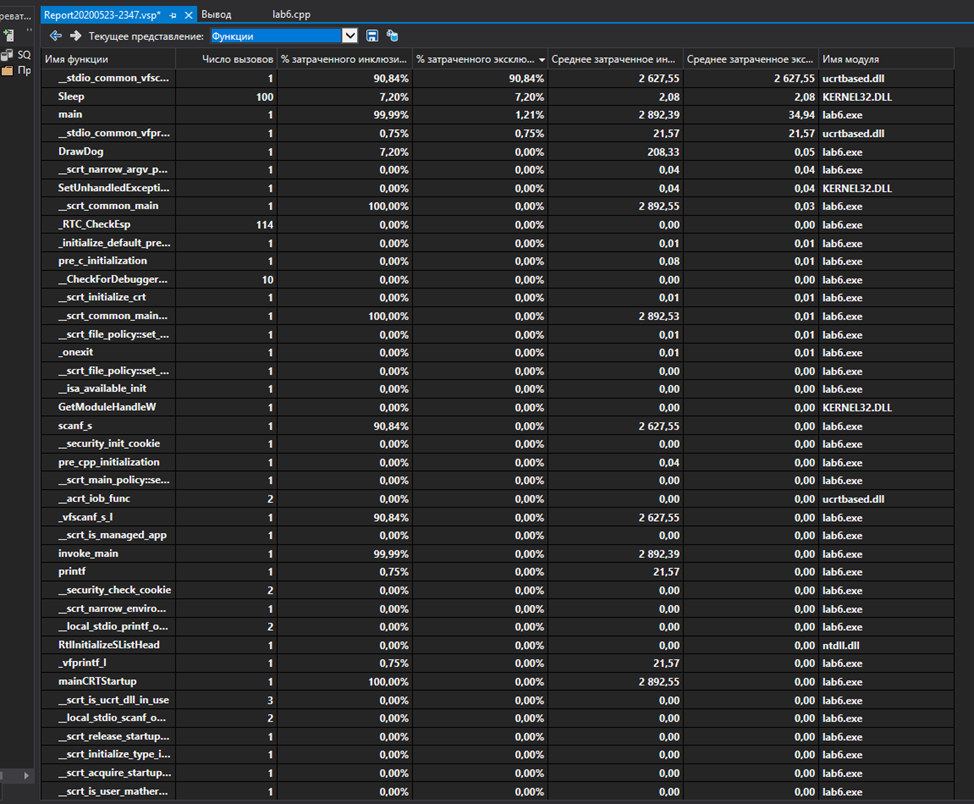 реват...
Report20200523-2347.vsp* Вывод lab6.cpp
Текущее представление: Функции
SQ
Пр
Имя функции Число вызовов % затраченного инклюзи... % затраченного эксклю... Среднее затраченное ин... Среднее затраченное экс... Имя модуля
__stdio_common_vfsc... 1 90,84% 90,84% 2 627,55 2 627,55 ucrtbased.dll
Sleep 100 7,20% 7,20% 2,08 2,08 KERNEL32.DLL
main 1 99,99% 1,21% 2 892,39 34,94 lab6.exe
__stdio_common_vfpr... 1 0,75% 0,75% 21,57 21,57 ucrtbased.dll
DrawDog 1 7,20% 0,00% 208,33 0,05 lab6.exe
__scrt_narrow_argv_p... 1 0,00% 0,00% 0,04 0,04 lab6.exe
SetUnhandledExcepti... 1 0,00% 0,00% 0,04 0,04 KERNEL32.DLL
__scrt_common_main 1 100,00% 0,00% 2 892,55 0,03 lab6.exe
_RTC_CheckEsp 114 0,00% 0,00% 0,00 0,00 lab6.exe
_initialize_default_pre... 1 0,00% 0,00% 0,01 0,01 lab6.exe
pre_c_initialization 1 0,00% 0,00% 0,08 0,01 lab6.exe
__CheckForDebugger... 10 0,00% 0,00% 0,00 0,00 lab6.exe
__scrt_initialize_crt 1 0,00% 0,00% 0,01 0,01 lab6.exe
__scrt_common_main... 1 100,00% 0,00% 2 892,53 0,01 lab6.exe
__scrt_file_policy::set_... 1 0,00% 0,00% 0,01 0,01 lab6.exe
_onexit 1 0,00% 0,00% 0,01 0,01 lab6.exe
__scrt_file_policy::set_... 1 0,00% 0,00% 0,00 0,00 lab6.exe
__isa_available_init 1 0,00% 0,00% 0,00 0,00 lab6.exe
GetModuleHandleW 1 0,00% 0,00% 0,00 0,00 KERNEL32.DLL
scanf_s 1 90,84% 0,00% 2 627,55 0,00 lab6.exe
__security_init_cookie 1 0,00% 0,00% 0,00 0,00 lab6.exe
pre_cpp_initialization 1 0,00% 0,00% 0,04 0,00 lab6.exe
__scrt_main_policy::se... 1 0,00% 0,00% 0,00 0,00 lab6.exe
__acrt_iob_func 2 0,00% 0,00% 0,00 0,00 ucrtbased.dll
_vfscanf_s_l 1 90,84% 0,00% 2 627,55 0,00 lab6.exe
__scrt_is_managed_app 1 0,00% 0,00% 0,00 0,00 lab6.exe
invoke_main 1 99,99% 0,00% 2 892,39 0,00 lab6.exe
printf 1 0,75% 0,00% 21,57 0,00 lab6.exe
__security_check_cookie 2 0,00% 0,00% 0,00 0,00 lab6.exe
__scrt_narrow_enviro... 1 0,00% 0,00% 0,00 0,00 lab6.exe
__local_stdio_printf_o... 2 0,00% 0,00% 0,00 0,00 lab6.exe
RtlInitializeSListHead 1 0,00% 0,00% 0,00 0,00 ntdll.dll
_vfprintf_l 1 0,75% 0,00% 21,57 0,00 lab6.exe
mainCRTStartup 1 100,00% 0,00% 2 892,55 0,00 lab6.exe
__scrt_is_ucrt_dll_in_use 3 0,00% 0,00% 0,00 0,00 lab6.exe
__local_stdio_scanf_o... 2 0,00% 0,00% 0,00 0,00 lab6.exe
__scrt_release_startup... 1 0,00% 0,00% 0,00 0,00 lab6.exe
__scrt_initialize_type_i... 1 0,00% 0,00% 0,00 0,00 lab6.exe
__scrt_acquire_startup... 1 0,00% 0,00% 0,00 0,00 lab6.exe
__scrt_is_user_mather... 1 0,00% 0,00% 0,00 0,00 lab6.exe